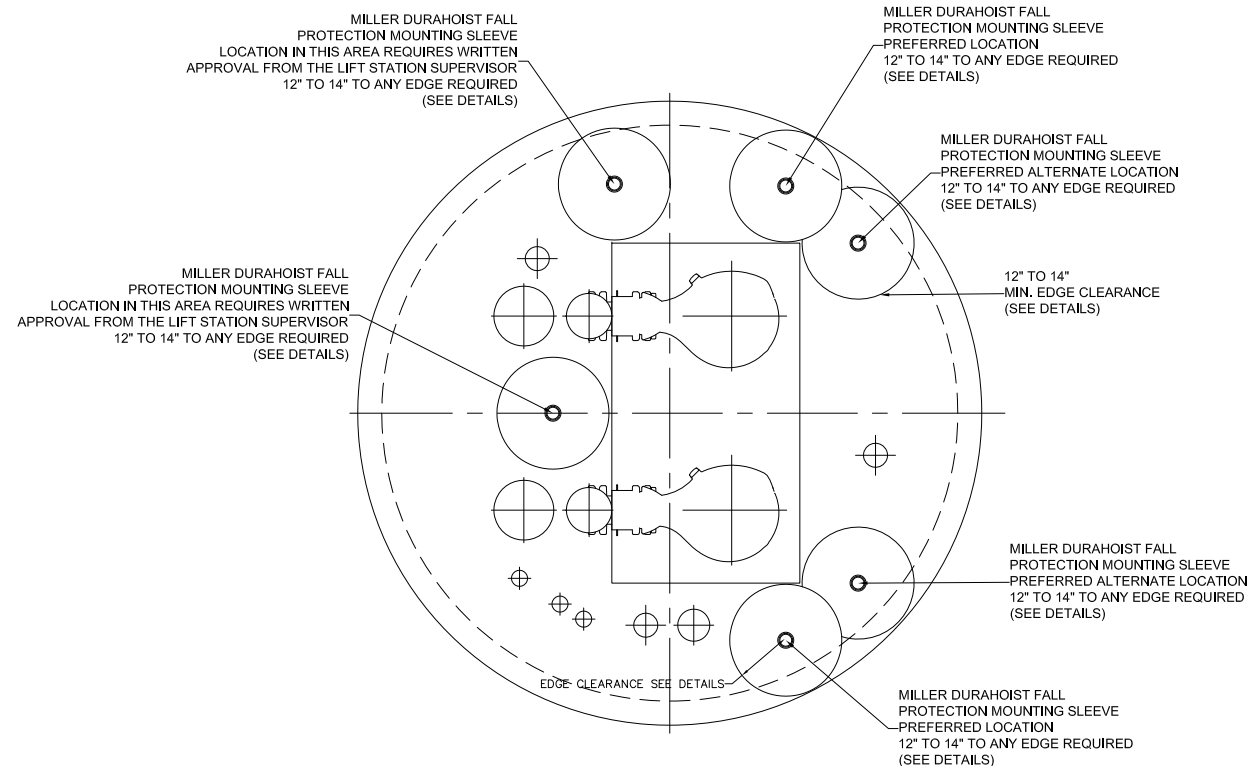 MILLER DURAHOIST FALL
PROTECTION MOUNTING SLEEVE
LOCATION IN THIS AREA REQUIRES WRITTEN
APPROVAL FROM THE LIFT STATION SUPERVISOR
12" TO 14" TO ANY EDGE REQUIRED
(SEE DETAILS)
MILLER DURAHOIST FALL
PROTECTION MOUNTING SLEEVE
PREFERRED LOCATION
12" TO 14" TO ANY EDGE REQUIRED
(SEE DETAILS)
MILLER DURAHOIST FALL
PROTECTION MOUNTING SLEEVE
PREFERRED ALTERNATE LOCATION
12" TO 14" TO ANY EDGE REQUIRED
(SEE DETAILS)
MILLER DURAHOIST FALL
PROTECTION MOUNTING SLEEVE
LOCATION IN THIS AREA REQUIRES WRITTEN
APPROVAL FROM THE LIFT STATION SUPERVISOR
12" TO 14" TO ANY EDGE REQUIRED
(SEE DETAILS)
12" TO 14"
MIN. EDGE CLEARANCE
(SEE DETAILS)
MILLER DURAHOIST FALL
PROTECTION MOUNTING SLEEVE
PREFERRED ALTERNATE LOCATION
12" TO 14" TO ANY EDGE REQUIRED
(SEE DETAILS)
EDGE CLEARANCE SEE DETAILS
MILLER DURAHOIST FALL
PROTECTION MOUNTING SLEEVE
PREFERRED LOCATION
12" TO 14" TO ANY EDGE REQUIRED
(SEE DETAILS)